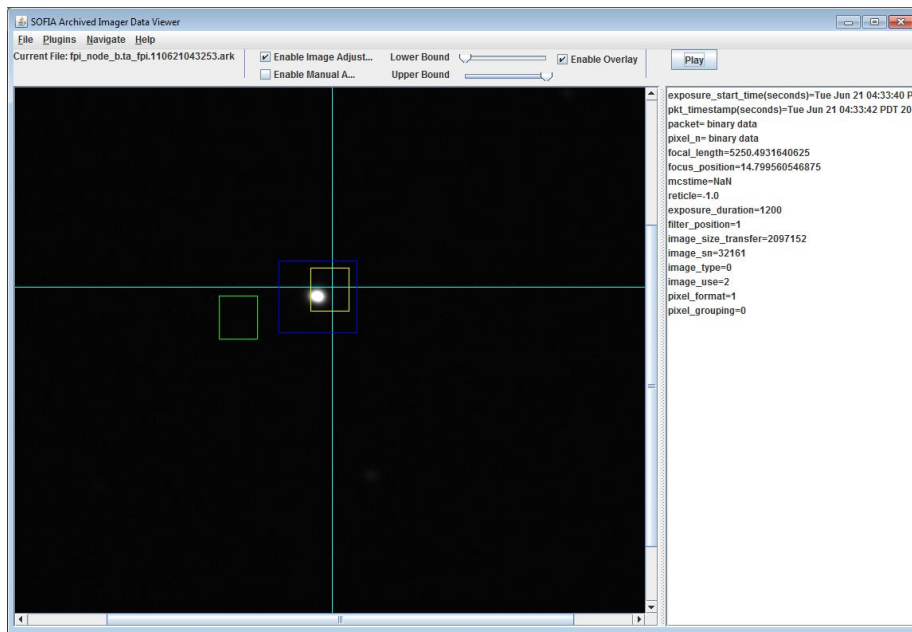 SOFIA Archived Imager Data Viewer
File Plugins Navigate Help
Current File: fpi_node_b.ta_fpi.110621043253.ark
Enable Image Adjust...
Enable Manual A...
Lower Bound
Upper Bound
Enable Overlay
Play
exposure_start_time(seconds)=Tue Jun 21 04:33:40 P
pkt_timestamp(seconds)=Tue Jun 21 04:33:42 PDT 20
packet= binary data
pixel_n= binary data
focal_length=5250.4931640625
focus_position=14.799560546875
mcstime=NaN
reticle=-1.0
exposure_duration=1200
filter_position=1
image_size_transfer=2097152
image_sn=32161
image_type=0
image_use=2
pixel_format=1
pixel_grouping=0